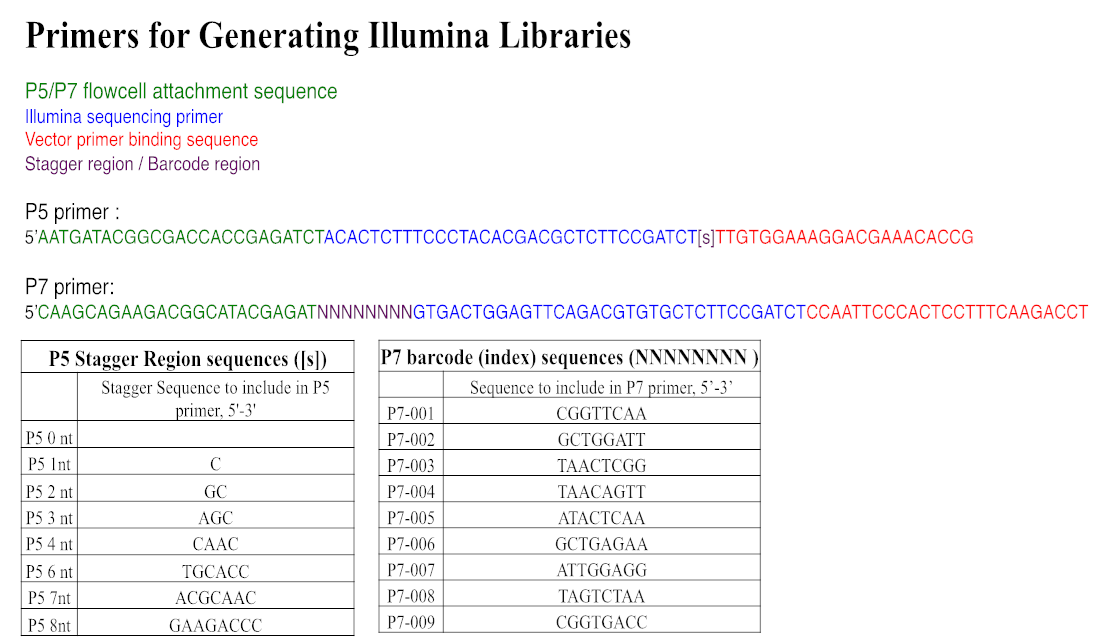 Primers for Generating Illumina Libraries
P5/P7 flowcell attachment sequence
Illumina sequencing primer
Vector primer binding sequence
Stagger region / Barcode region
P5 primer :
5'AATGATACGGCGACCACCGAGATCTACACTCTTTCCCTACACGACGCTCTTCCGATCT[s]TTGTGGAAAGGACGAAACACCG
P7 primer:
5'CAAGCAGAAGACGGCATACGAGATNNNNNNNNGTGACTGGAGTTCAGACGTGTGCTCTTCCGATCTCCAATTCCCACTCCTTTCAAGACCT
P5 Stagger Region sequences ([s])
Stagger Sequence to include in P5
primer, 5'-3'
P5 0 nt
P5 1nt C
P5 2 nt GC
P5 3 nt AGC
P5 4 nt CAAC
P5 6 nt TGCACC
P5 7nt ACGCAAC
P5 8nt GAAGACCC
P7 barcode (index) sequences (NNNNNNNN )
Sequence to include in P7 primer, 5’-3’
P7-001 CGGTTCAA
P7-002 GCTGGATT
P7-003 TAACTCGG
P7-004 TAACAGTT
P7-005 ATACTCAA
P7-006 GCTGAGAA
P7-007 ATTGGAGG
P7-008 TAGTCTAA
P7-009 CGGTGACC